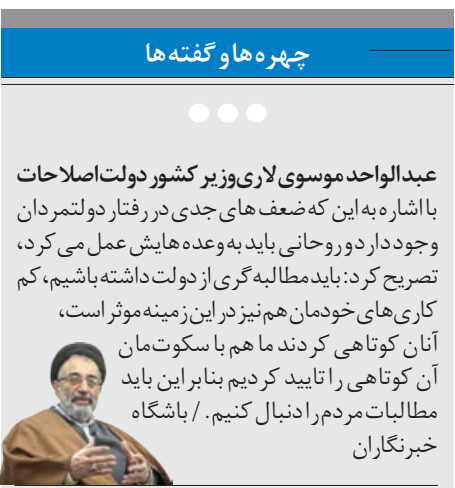 چهره‌ها و گفته‌ها
عبدالواحد موسوی لاری وزیر کشور دولت اصلاحات
با اشاره به این که ضعف های جدی در رفتار دولتمردان
وجود دارد و روحانی باید به وعده هایش عمل می کرد،
تصریح کرد: باید مطالبه گری از دولت داشته باشیم، کم
کاری های خودمان هم نیز در این زمینه موثر است،
آنان کوتاهی کردند ما هم با سکوت مان
آن کوتاهی را تایید کردیم بنابراین باید
مطالبات مردم را دنبال کنیم. / باشگاه
خبرنگاران